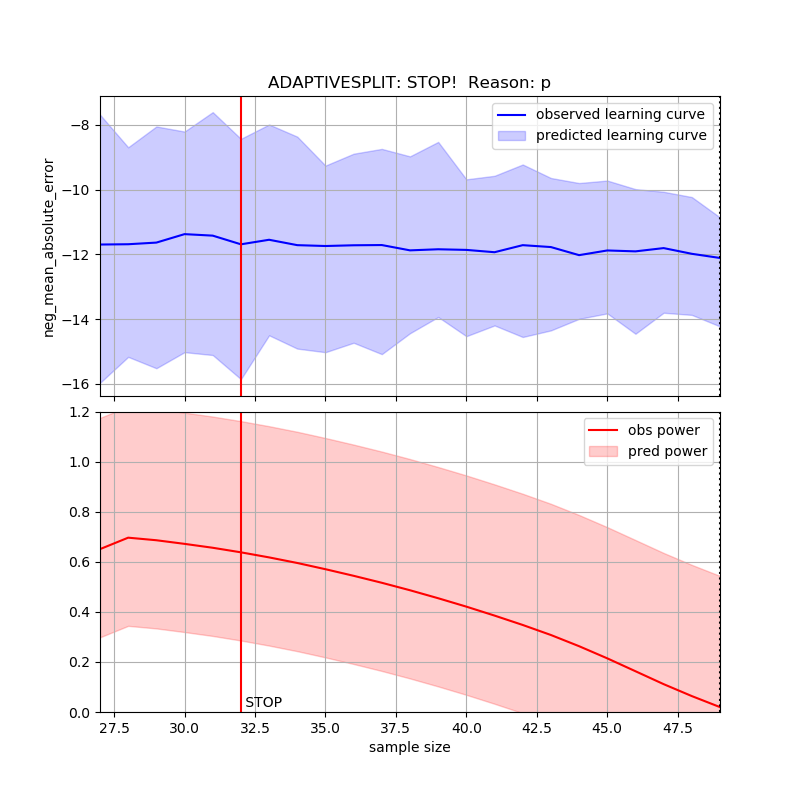 ADAPTIVESPLIT: STOP!  Reason: p
neg_mean_absolute_error
−8
−10
−12
−14
−16
observed learning curve
predicted learning curve
1.2
1.0
0.8
0.6
0.4
0.2
0.0
obs power
pred power
STOP
27.5 30.0 32.5 35.0 37.5 40.0 42.5 45.0 47.5
sample size